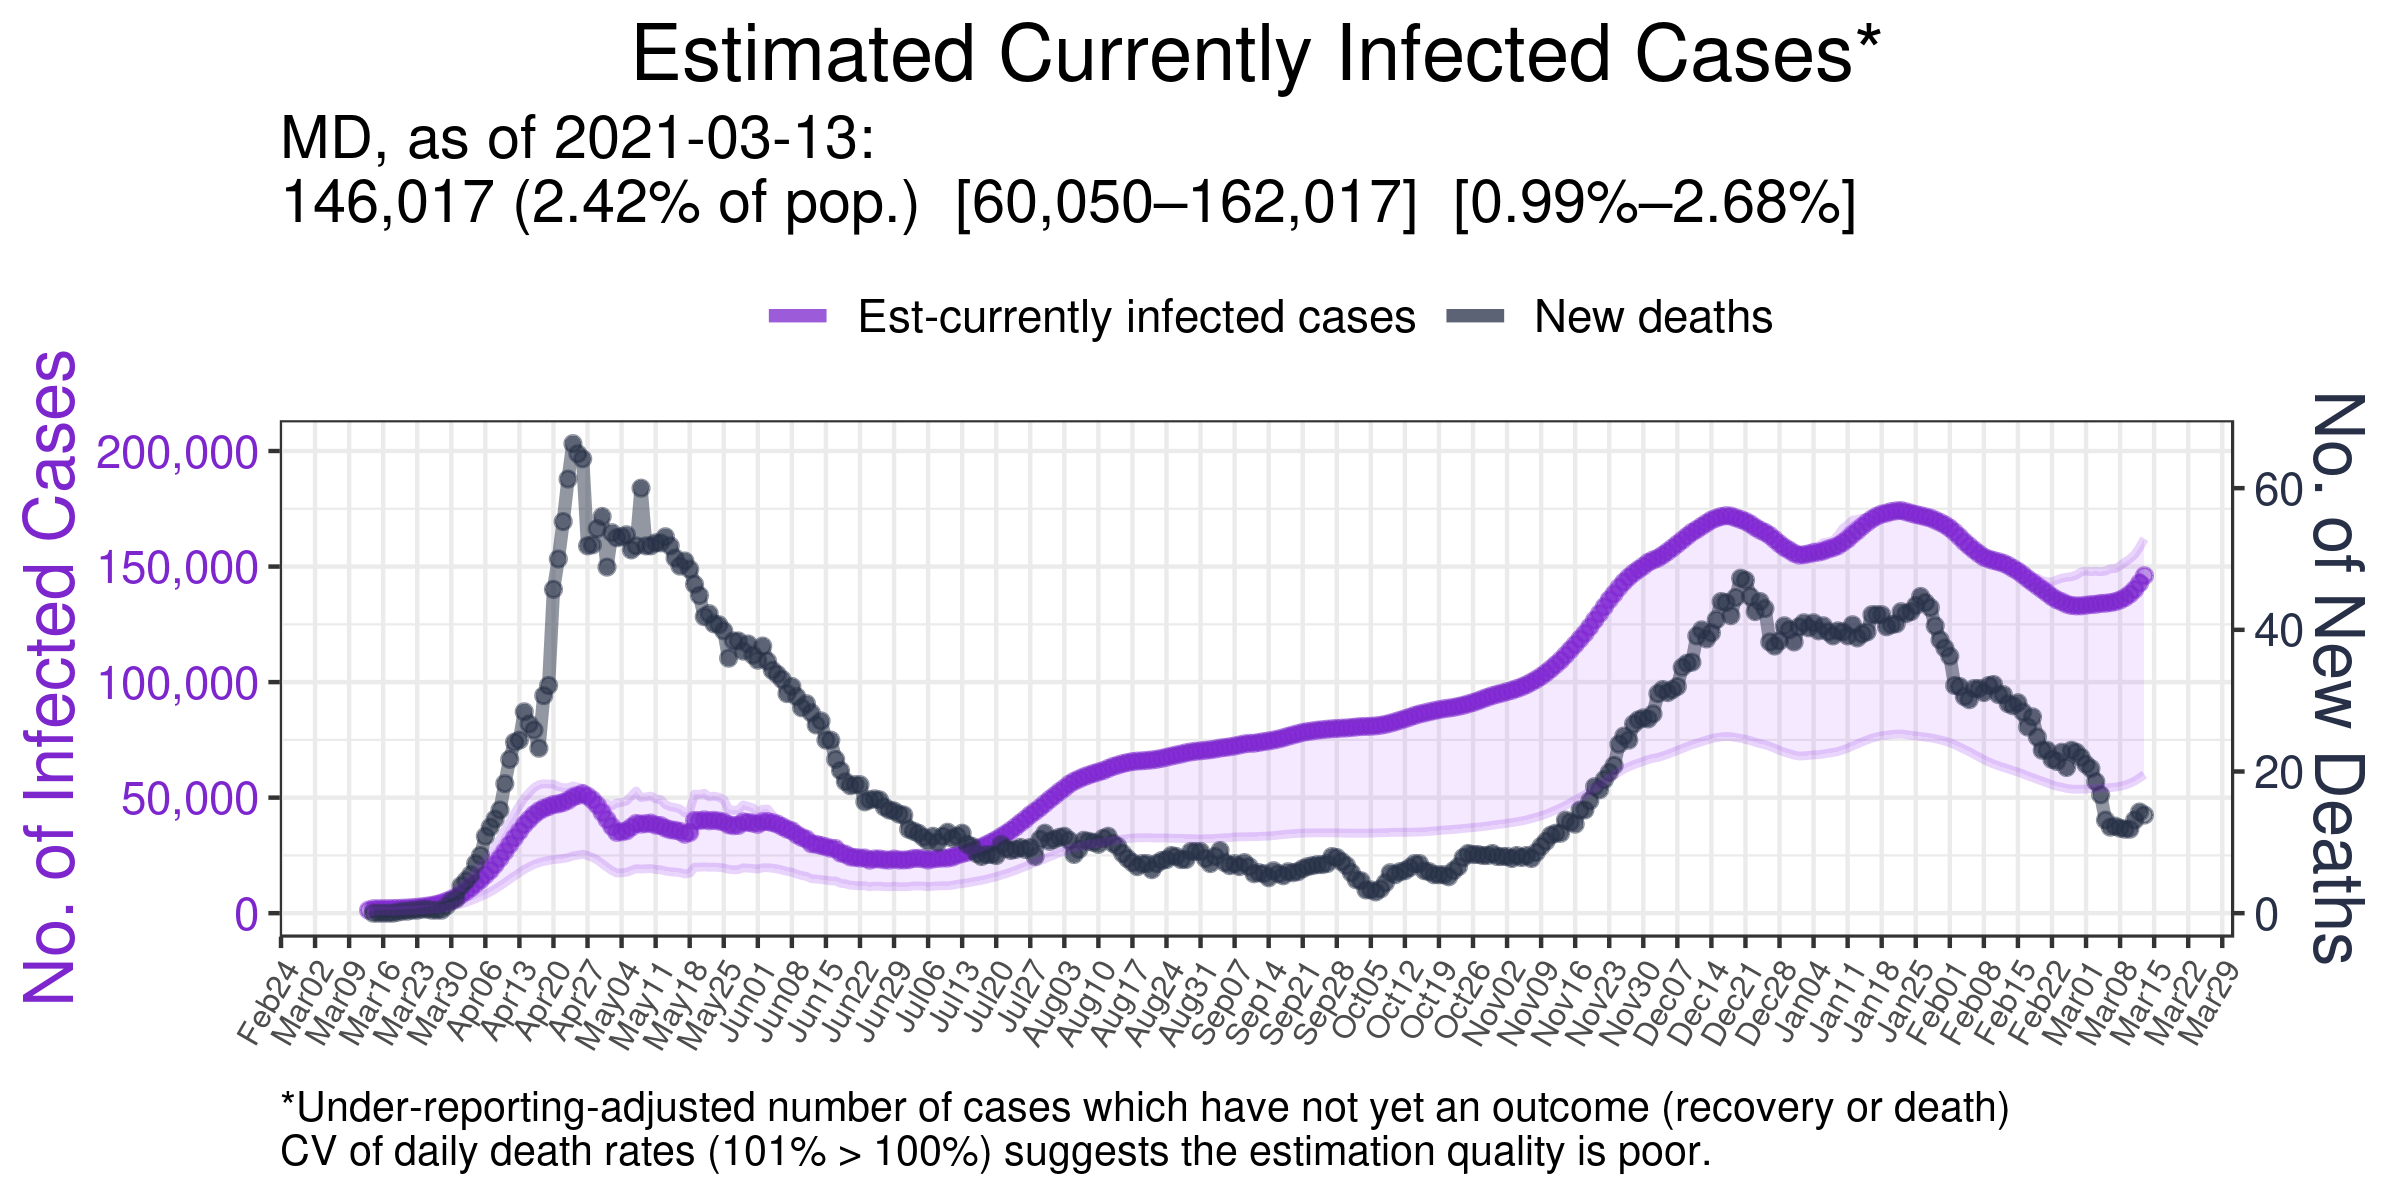 Estimated Currently Infected Cases*
MD, as of 2021-03-13:
146,017 (2.42% of pop.)  [60,050–162,017]  [0.99%–2.68%]
Est-currently infected cases
New deaths
No. of Infected Cases
200,000
150,000
100,000
50,000
0
60
40
20
0
No. of New Deaths
Feb24
Mar02
Mar09
Mar16
Mar23
Mar30
Apr06
Apr13
Apr20
Apr27
May04
May11
May18
May25
Jun01
Jun08
Jun15
Jun22
Jun29
Jul06
Jul13
Jul20
Jul27
Aug03
Aug10
Aug17
Aug24
Aug31
Sep07
Sep14
Sep21
Sep28
Oct05
Oct12
Oct19
Oct26
Nov02
Nov09
Nov16
Nov23
Nov30
Dec07
Dec14
Dec21
Dec28
Jan04
Jan11
Jan18
Jan25
Feb01
Feb08
Feb15
Feb22
Mar01
Mar08
Mar15
Mar22
Mar29
*Under-reporting-adjusted number of cases which have not yet an outcome (recovery or death)
CV of daily death rates (101% > 100%) suggests the estimation quality is poor.